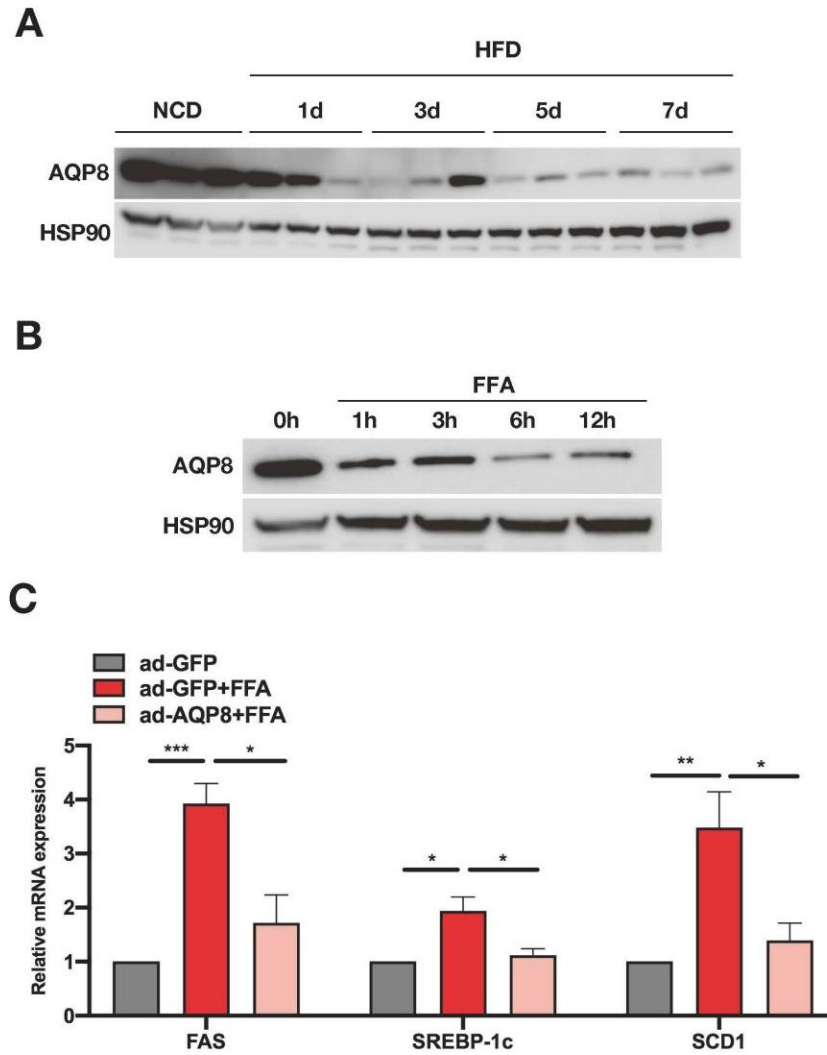 A
HFD
NCD 1d 3d 5d 7d
AQP8
HSP90
B
FFA
0h 1h 3h 6h 12h
AQP8
HSP90
C
ad-GFP
ad-GFP+FFA
ad-AQP8+FFA
Relative mRNA expression
5
4
3
2
1
0
*** *
* *
** *
FAS SREBP-1c SCD1